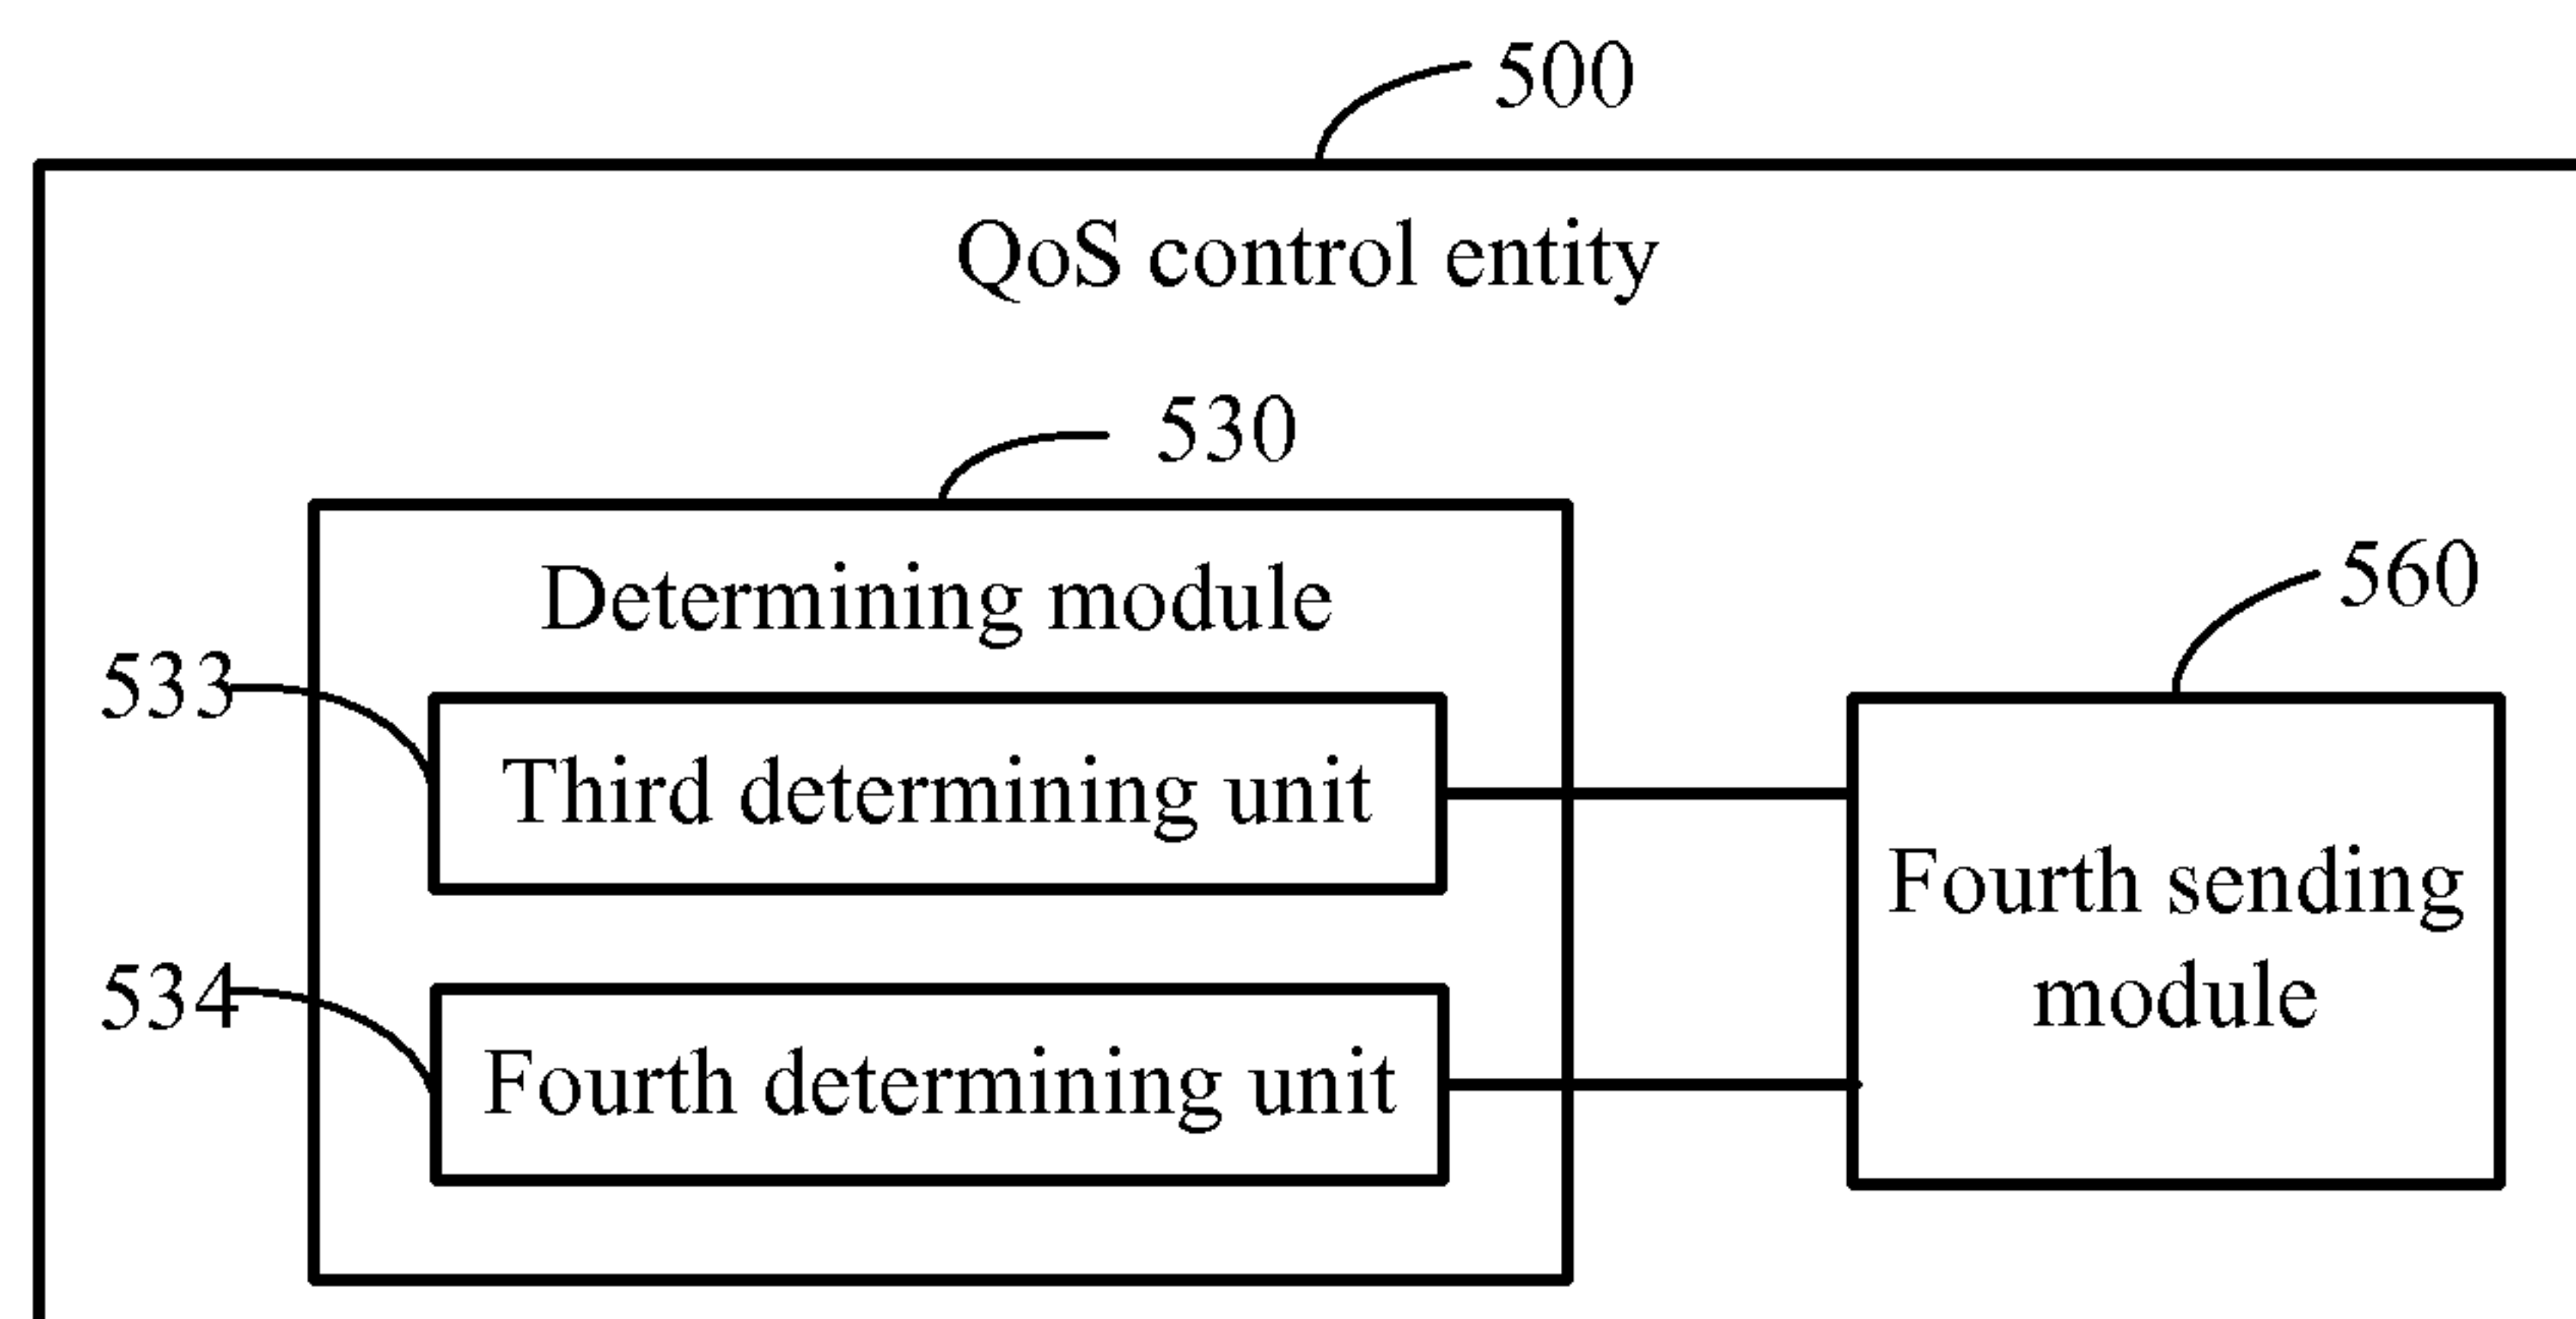 500
QoS control entity
530
Determining module
560
533
Third determining unit
Fourth sending
module
534
Fourth determining unit